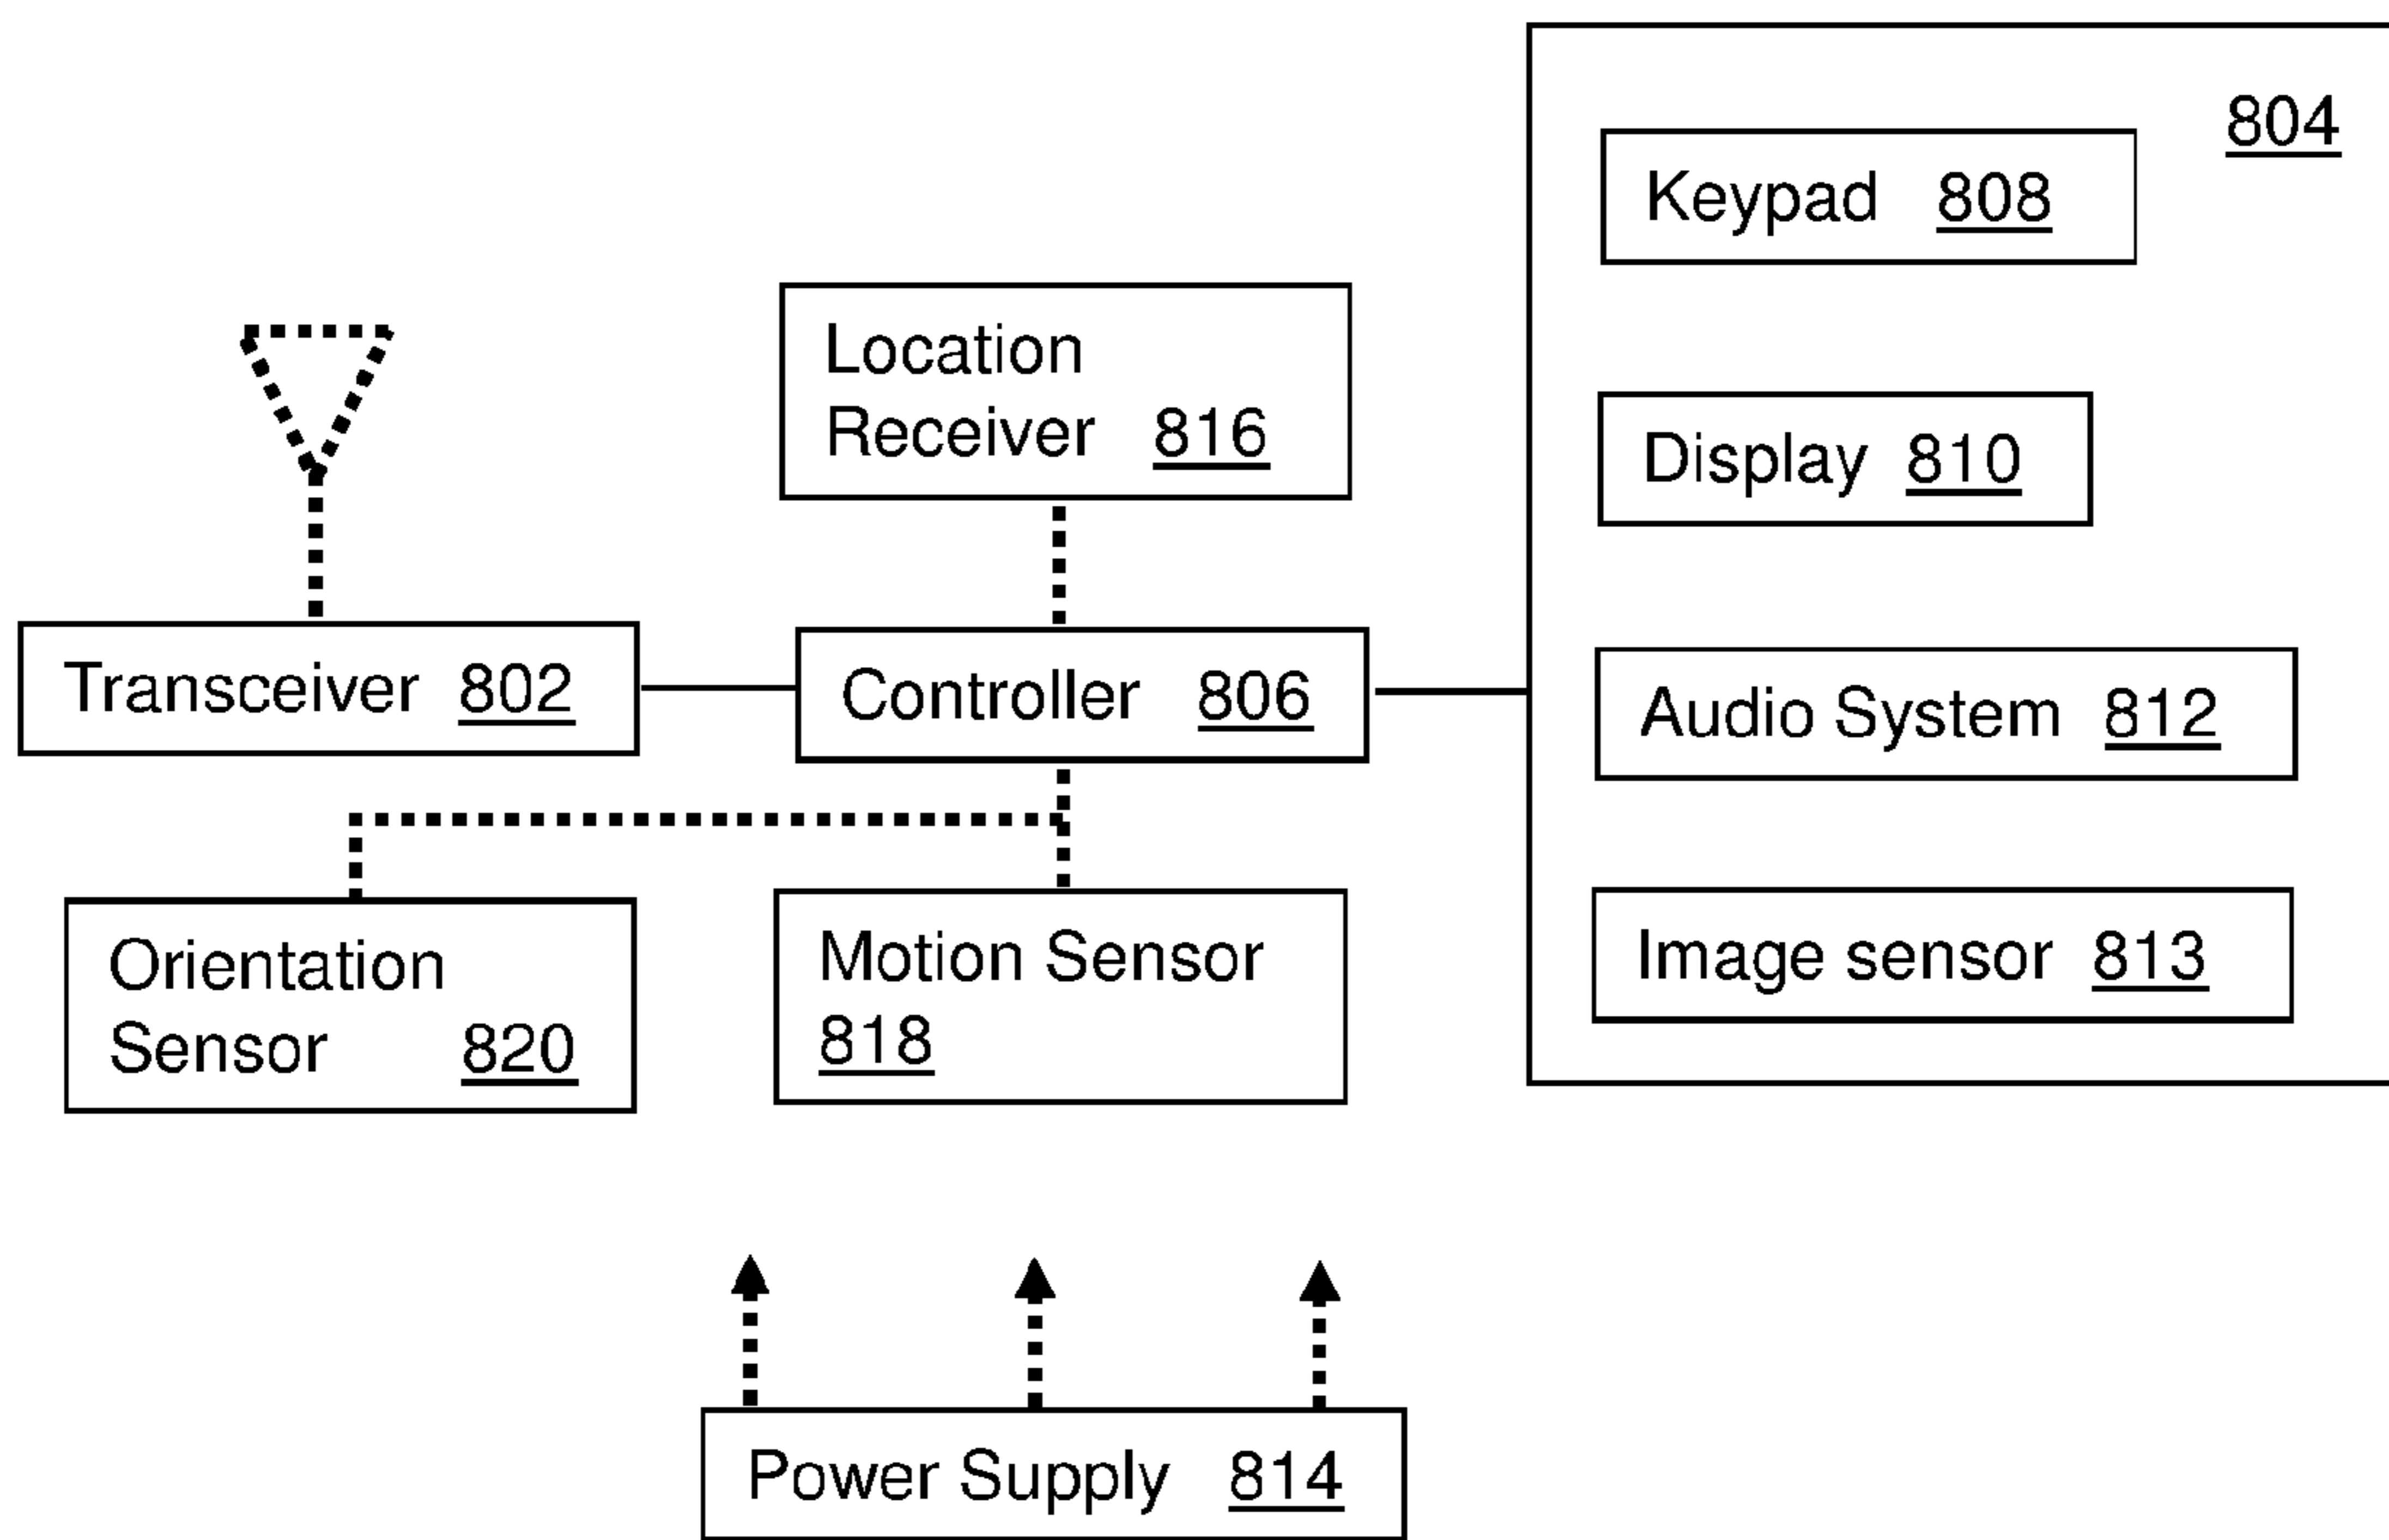 804
Keypad 808
Location
Receiver 816
Display 810
Transceiver 802
Controller 806
Audio System 812
Orientation
Sensor 820
Motion Sensor
818
Image sensor 813
Power Supply 814